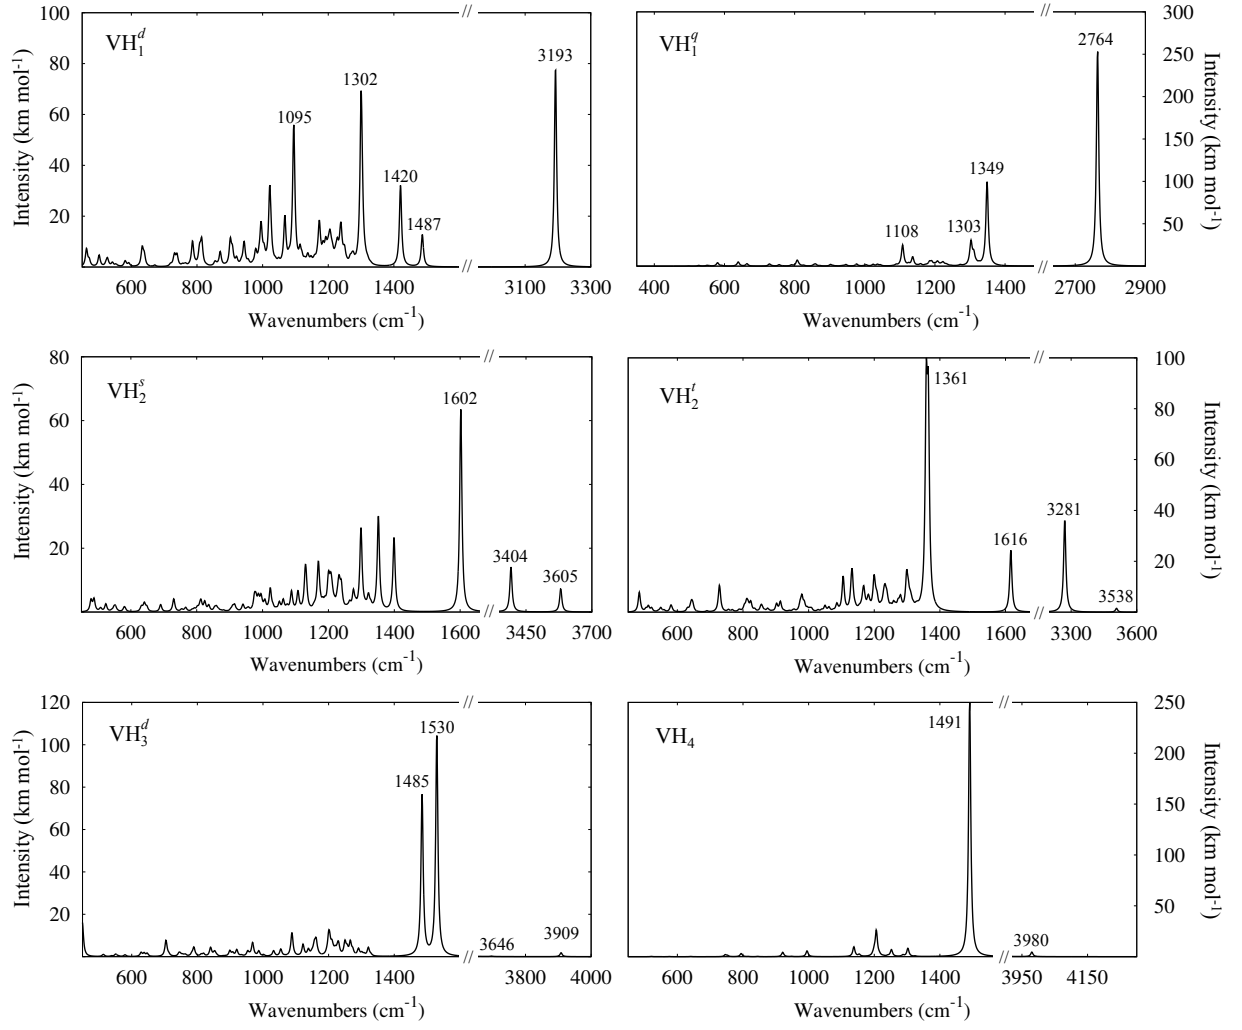 VH₁ᵈ
Intensity (km mol⁻¹)
100
80
60
40
20
1095
1302
1420
1487
3193
600 800 1000 1200 1400 3100 3300
Wavenumbers (cm⁻¹)
VH₁^q
Intensity (km mol⁻¹)
300
250
200
150
100
50
1108
1303
1349
2764
400 600 800 1000 1200 1400 2700 2900
Wavenumbers (cm⁻¹)
VH₂ˢ
Intensity (km mol⁻¹)
80
60
40
20
1602
3404
3605
600 800 1000 1200 1400 1600 3450 3700
Wavenumbers (cm⁻¹)
VH₂ᵗ
Intensity (km mol⁻¹)
100
80
60
40
20
1361
1616
3281
3538
600 800 1000 1200 1400 1600 3300 3600
Wavenumbers (cm⁻¹)
VH₃ᵈ
Intensity (km mol⁻¹)
120
100
80
60
40
20
1485
1530
3646
3909
600 800 1000 1200 1400 1600 3800 4000
Wavenumbers (cm⁻¹)
VH₄
Intensity (km mol⁻¹)
250
200
150
100
50
1491
3980
600 800 1000 1200 1400 3950 4150
Wavenumbers (cm⁻¹)